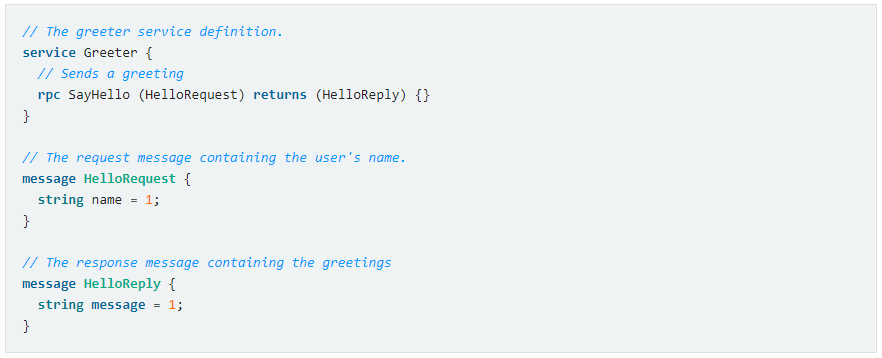 // The greeter service definition.
service Greeter {
  // Sends a greeting
  rpc SayHello (HelloRequest) returns (HelloReply) {}
}

// The request message containing the user's name.
message HelloRequest {
  string name = 1;
}

// The response message containing the greetings
message HelloReply {
  string message = 1;
}